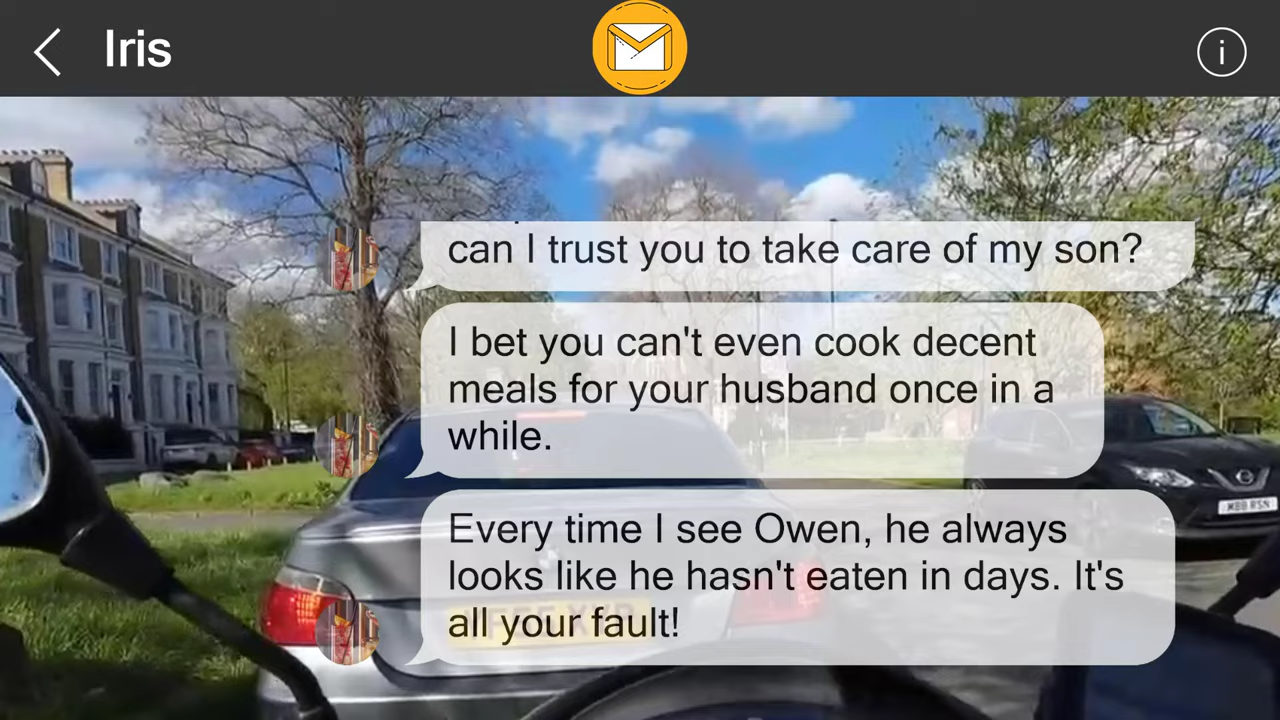 Iris
i
can I trust you to take care of my son?
I bet you can't even cook decent
meals for your husband once in a
while.
Every time I see Owen, he always
looks like he hasn't eaten in days. It's
all your fault!